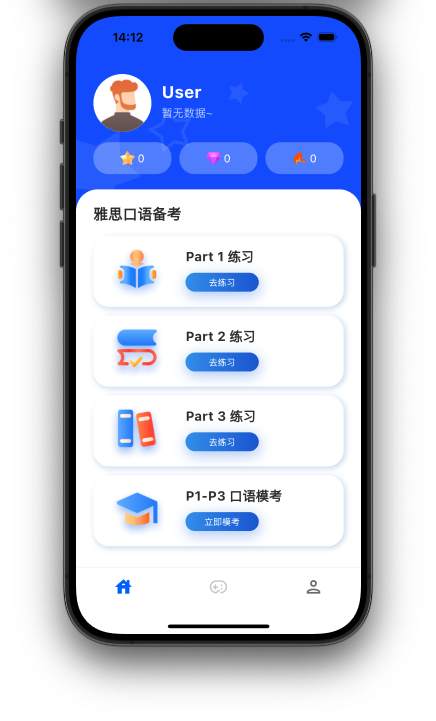 14:12
User
暂无数据~
0
0
0
雅思口语备考
Part 1 练习
去练习
Part 2 练习
去练习
Part 3 练习
去练习
P1-P3 口语模考
立即模考